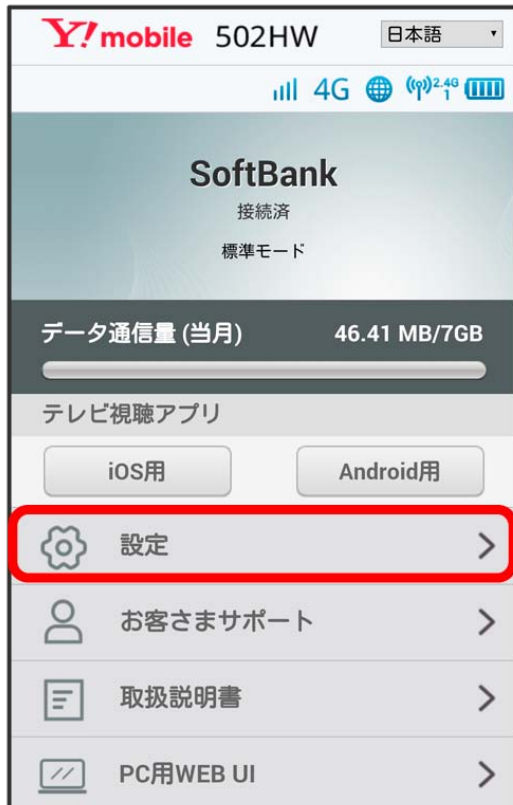 Y!mobile 502HW 日本語
4G 2.4G 1
SoftBank
接続済
標準モード
データ通信量 (当月) 46.41 MB/7GB
テレビ視聴アプリ
iOS用 Android用
設定
お客さまサポート
取扱説明書
PC用WEB UI